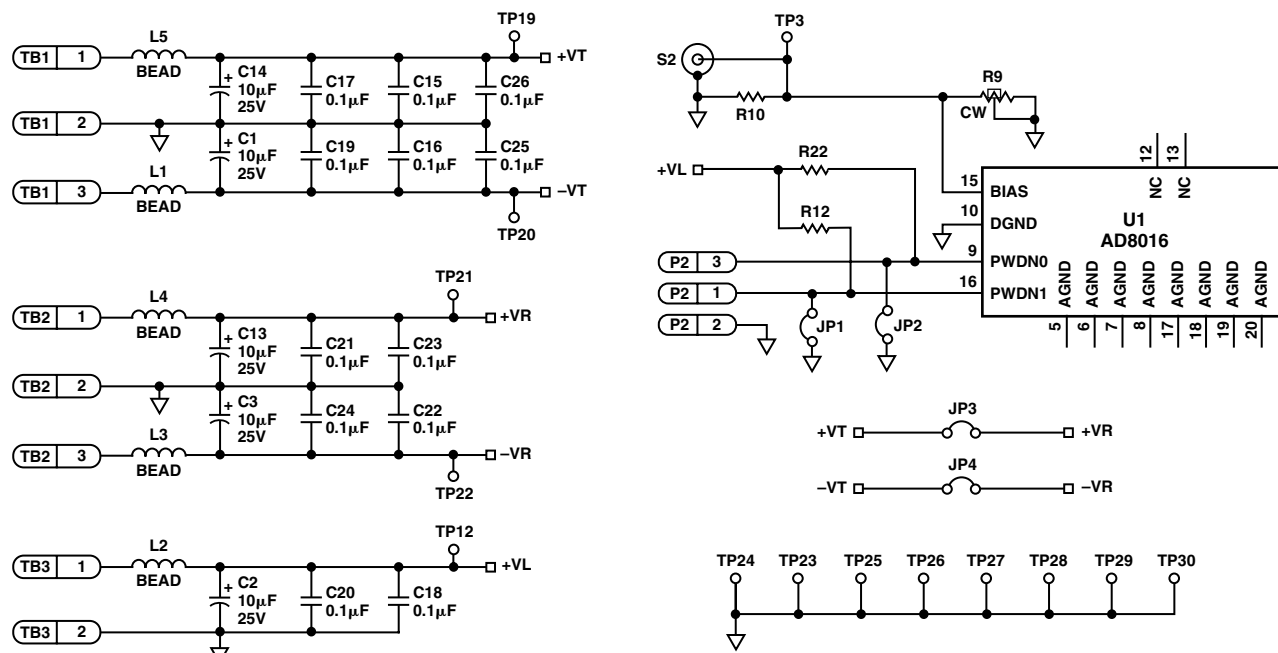 TP19
TB1 1 L5 BEAD +VT
+ C14 10µF 25V
C17 0.1µF
C15 0.1µF
C26 0.1µF
TB1 2
+ C1 10µF 25V
C19 0.1µF
C16 0.1µF
C25 0.1µF
TB1 3 L1 BEAD –VT
TP20
TP21
TB2 1 L4 BEAD +VR
+ C13 10µF 25V
C21 0.1µF
C23 0.1µF
TB2 2
+ C3 10µF 25V
C24 0.1µF
C22 0.1µF
TB2 3 L3 BEAD –VR
TP22
TP12
TB3 1 L2 BEAD +VL
+ C2 10µF 25V
C20 0.1µF
C18 0.1µF
TB3 2
TP3
S2
R10
R9
CW
+VL
R22
R12
12 13
NC NC
15 BIAS
10 DGND
U1
AD8016
9 PWDN0
16 PWDN1
AGND AGND AGND AGND AGND AGND AGND AGND
5 6 7 8 17 18 19 20
P2 3
P2 1
P2 2
JP1
JP2
JP3
+VT +VR
JP4
–VT –VR
TP24 TP23 TP25 TP26 TP27 TP28 TP29 TP30